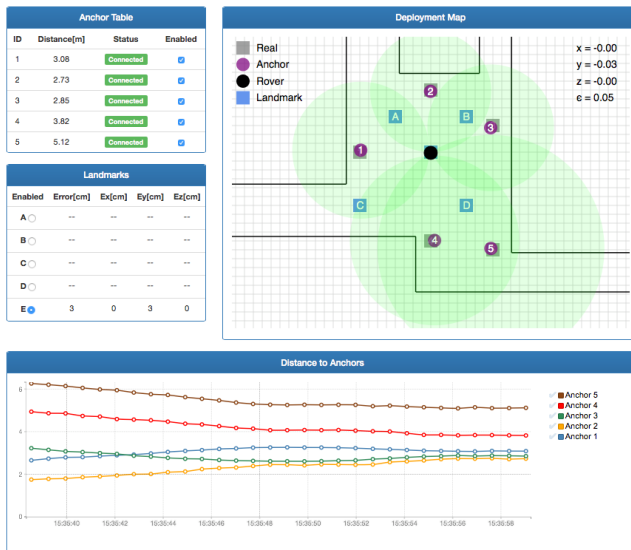 Anchor Table
ID Distance[m] Status Enabled
1 3.08 Connected
2 2.73 Connected
3 2.85 Connected
4 3.82 Connected
5 5.12 Connected
Landmarks
Enabled Error[cm] Ex[cm] Ey[cm] Ez[cm]
A -- -- -- --
B -- -- -- --
C -- -- -- --
D -- -- -- --
E 3 0 3 0
Deployment Map
Real
Anchor
Rover
Landmark
x = -0.00
y = -0.03
z = -0.00
ϵ = 0.05
2
A B
3
1
C D
4
5
Distance to Anchors
6
4
2
0
15:35:40 15:35:42 15:35:44 15:35:46 15:35:48 15:35:50 15:35:52 15:35:54 15:35:56 15:35:58
Anchor 5
Anchor 4
Anchor 3
Anchor 2
Anchor 1